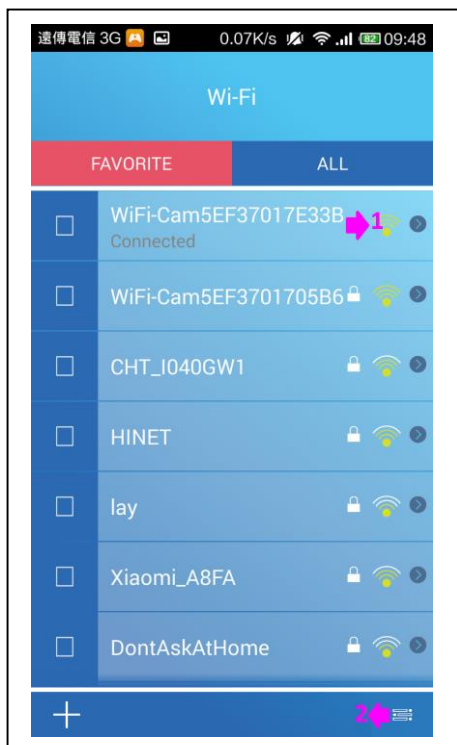 遠傳電信 3G 0.07K/s 82 09:48
Wi-Fi
FAVORITE ALL
WiFi-Cam5EF37017E33B 1
Connected
WiFi-Cam5EF3701705B6
CHT_I040GW1
HINET
lay
Xiaomi_A8FA
DontAskAtHome
2